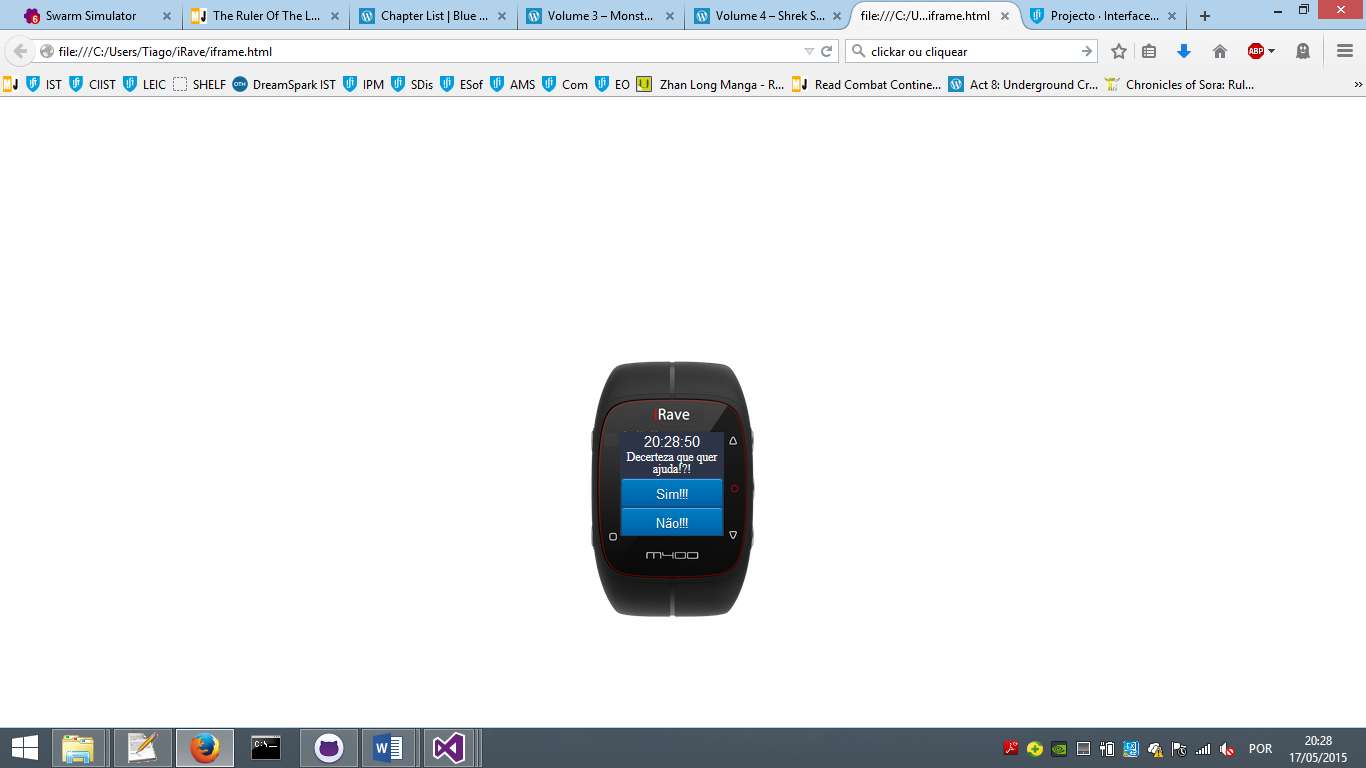 6
Swarm Simulator
The Ruler Of The L...
Chapter List | Blue ...
Volume 3 – Monst...
Volume 4 – Shrek S...
file:///C:/U...iframe.html
Projecto · Interface...
file:///C:/Users/Tiago/iRave/iframe.html
clickar ou cliquear
ABP
IST
CIIST
LEIC
SHELF
DreamSpark IST
IPM
SDis
ESof
AMS
Com
EO
Zhan Long Manga - R...
Read Combat Contine...
Act 8: Underground Cr...
Chronicles of Sora: Rul...
»
iRave
20:28:50
Decerteza que quer
ajuda!?!
Sim!!!
Não!!!
M400
POR
20:28
17/05/2015